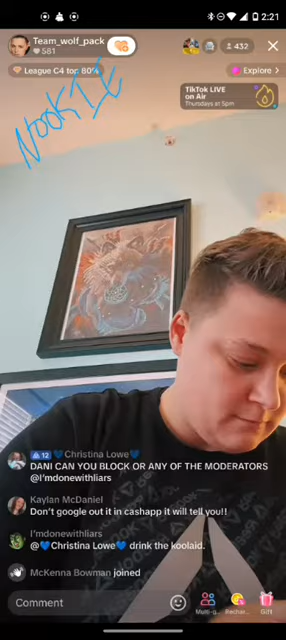 2:21
Team_wolf_pack
581
432
League C4 top 80%
Explore >
TikTok LIVE
on Air
Thursdays at 5pm
12 💙Christina Lowe💙
DANI CAN YOU BLOCK OR ANY OF THE MODERATORS
@I'mdonewithliars
Kaylan McDaniel
Don't google out it in cashapp it will tell you!!
I'mdonewithliars
@💙Christina Lowe💙 drink the koolaid.
McKenna Bowman joined
Comment
Multi-g...
Rechar...
Gift